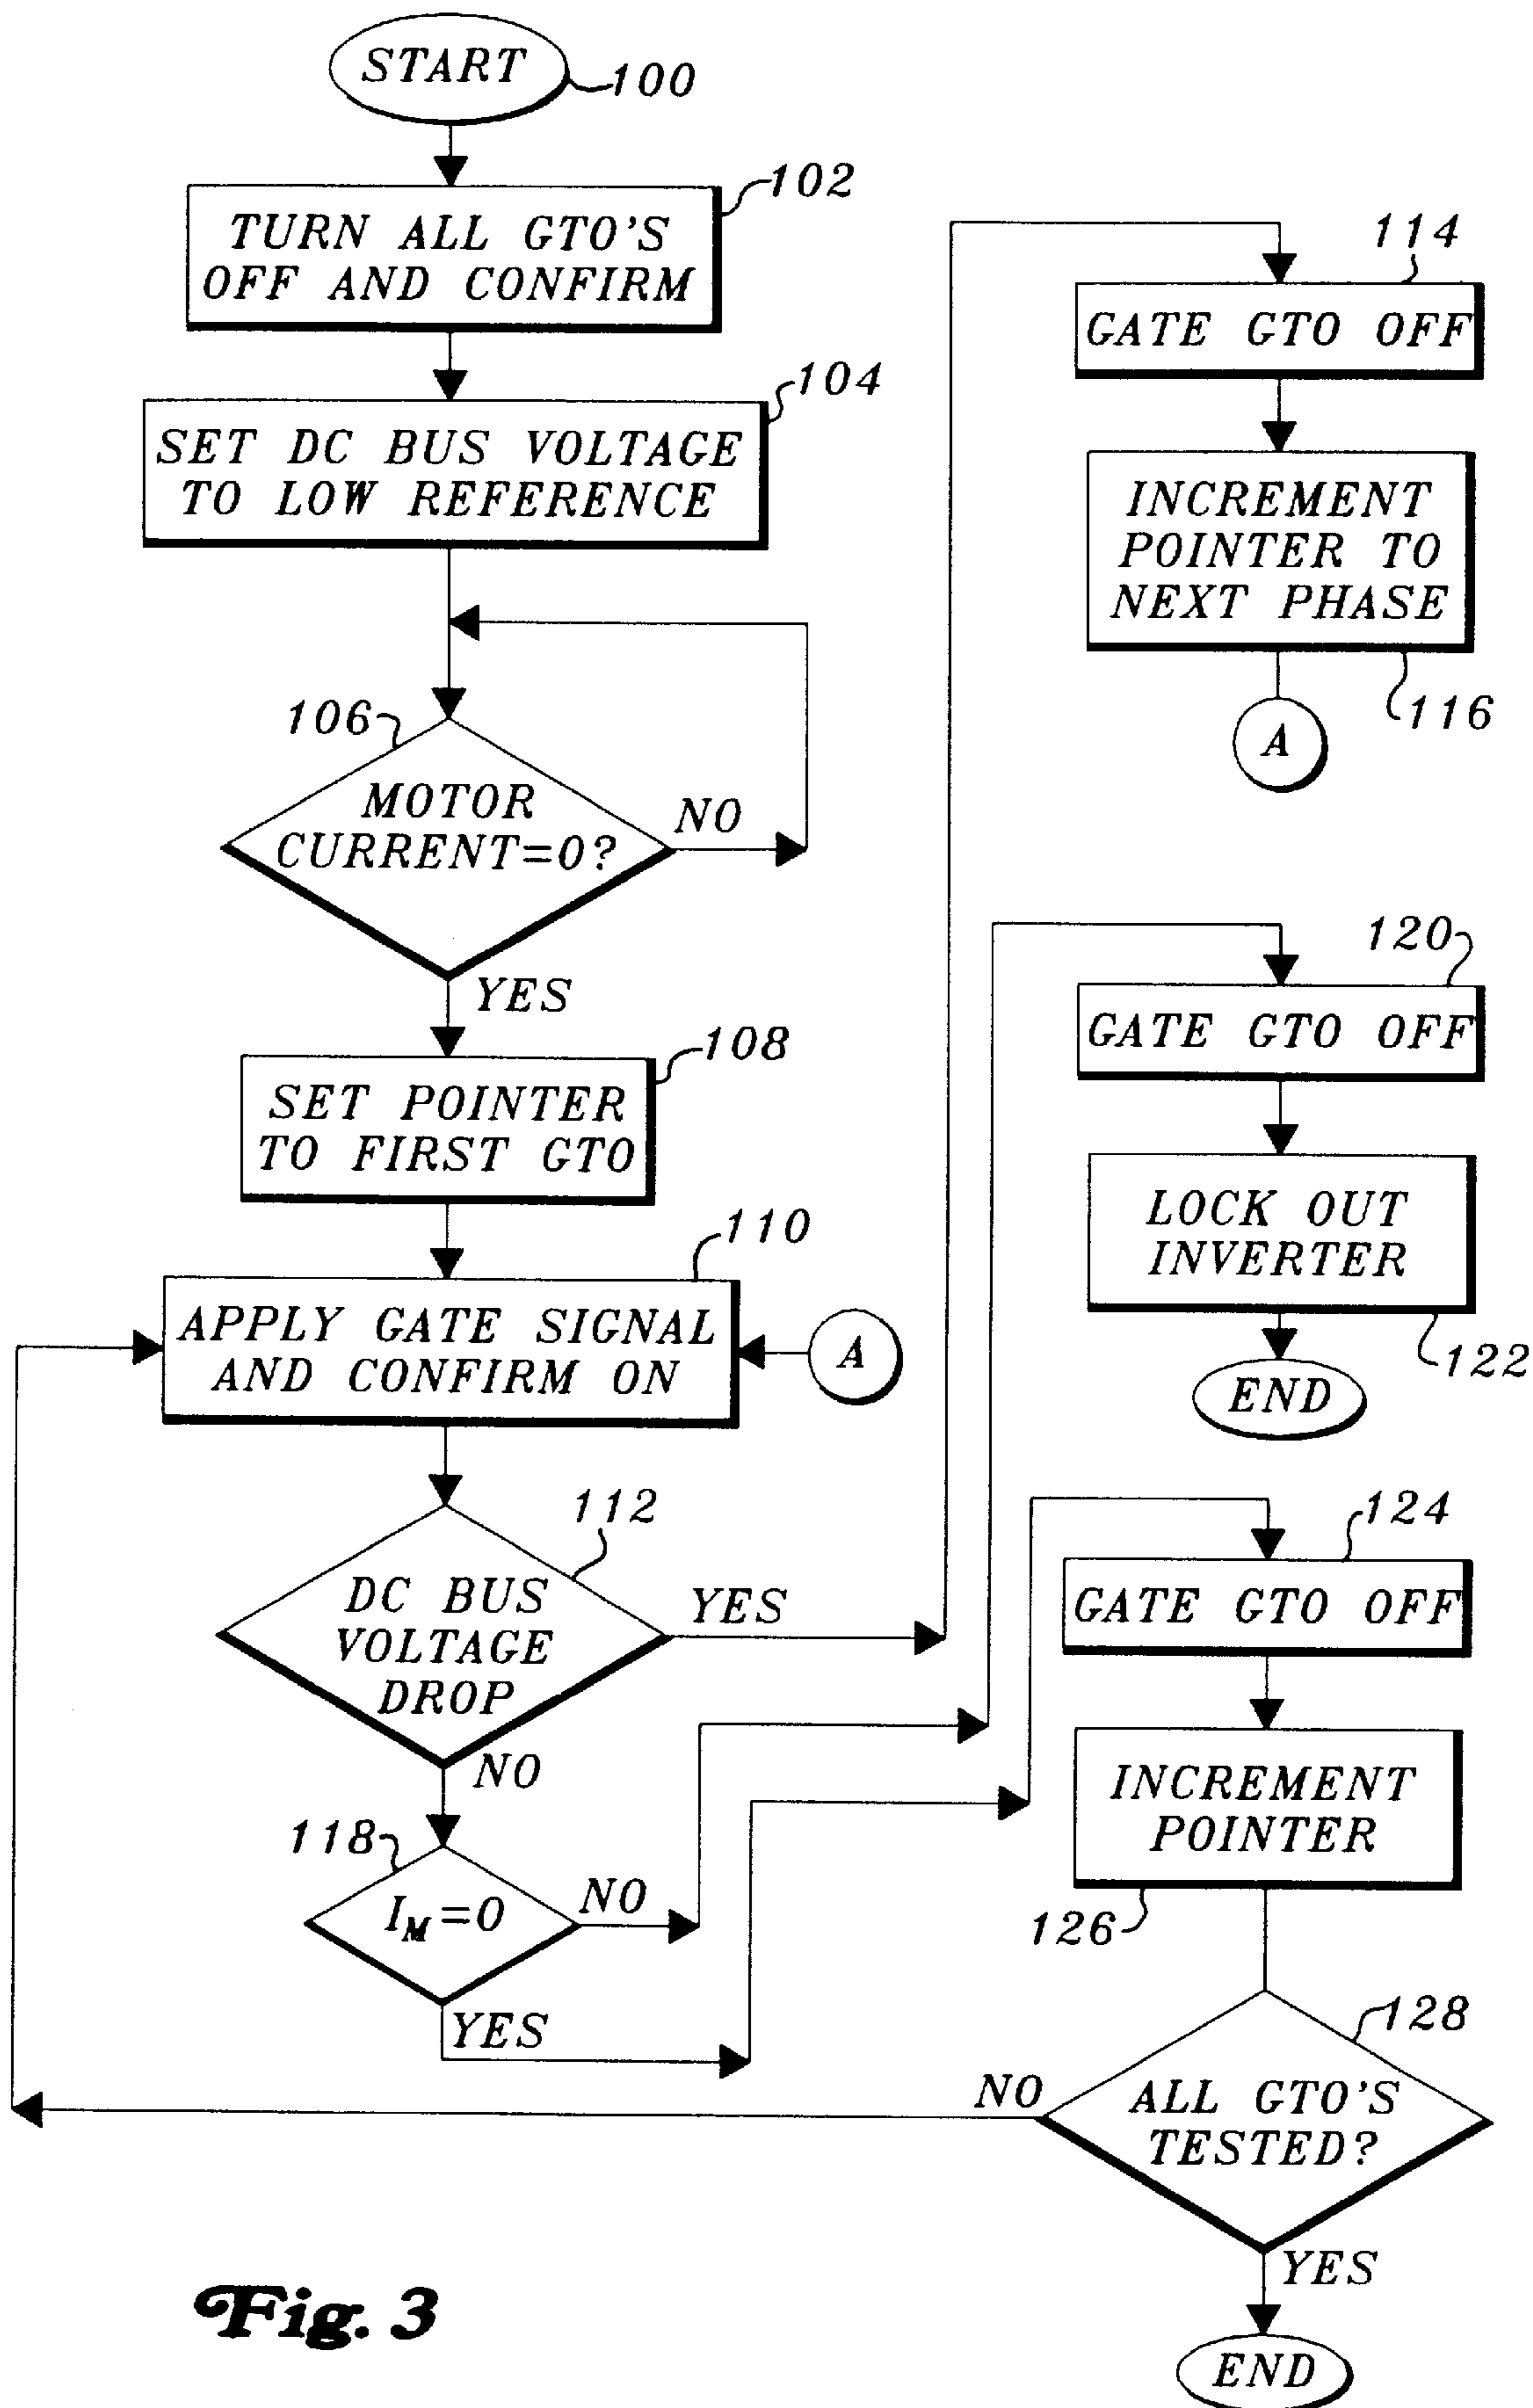 START
100
102
TURN ALL GTO'S
OFF AND CONFIRM
104
SET DC BUS VOLTAGE
TO LOW REFERENCE
106
MOTOR
CURRENT=0?
NO
YES
108
SET POINTER
TO FIRST GTO
110
APPLY GATE SIGNAL
AND CONFIRM ON
A
112
DC BUS
VOLTAGE
DROP
YES
NO
118
I_M=0
NO
YES
114
GATE GTO OFF
INCREMENT
POINTER TO
NEXT PHASE
116
A
120
GATE GTO OFF
LOCK OUT
INVERTER
122
END
124
GATE GTO OFF
INCREMENT
POINTER
126
128
ALL GTO'S
TESTED?
NO
YES
END
Fig. 3